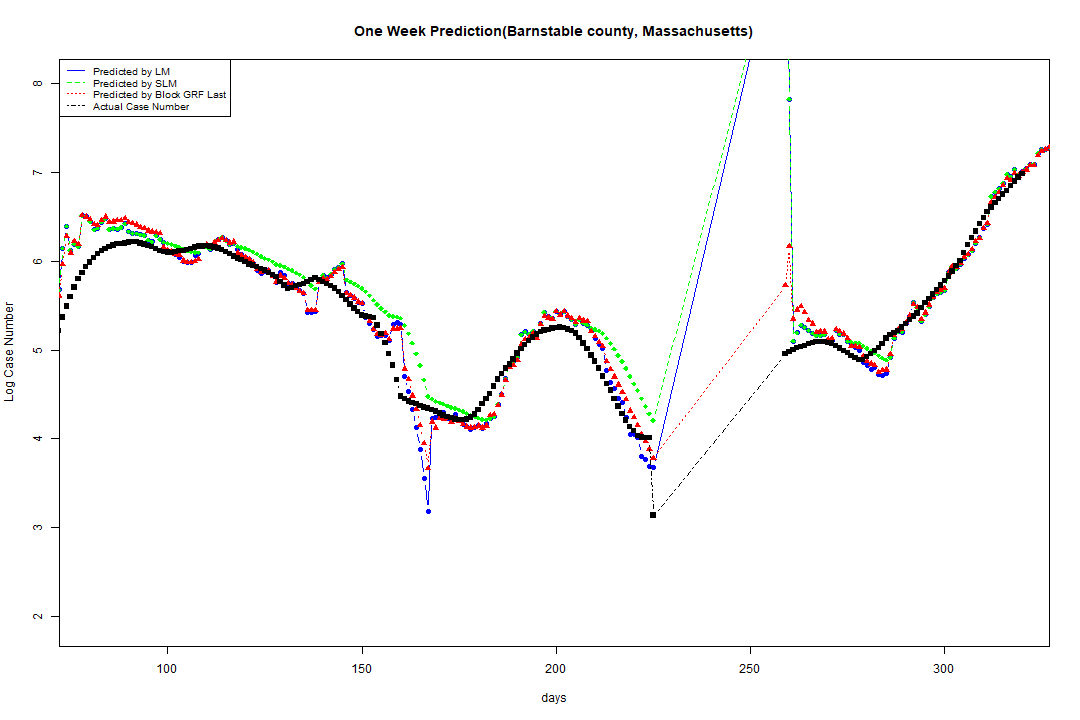 One Week Prediction(Barnstable county, Massachusetts)
Predicted by LM
Predicted by SLM
Predicted by Block GRF Last
Actual Case Number
8
7
6
5
4
3
2
Log Case Number
100 150 200 250 300
days